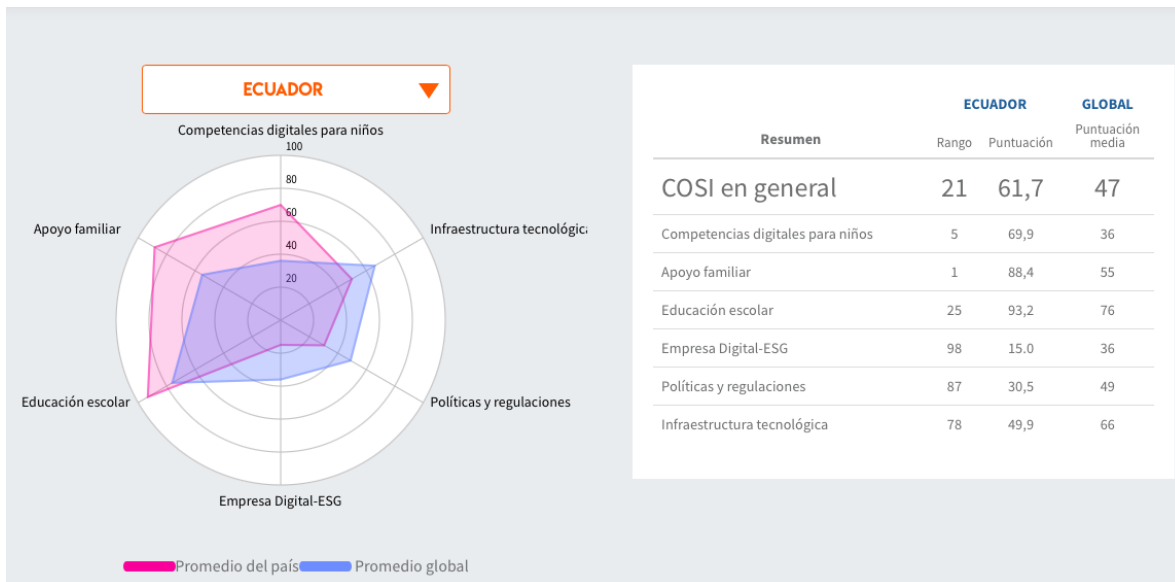 ECUADOR
Competencias digitales para niños
100
80
60
40
20
Apoyo familiar
Infraestructura tecnológica
Educación escolar
Políticas y regulaciones
Empresa Digital-ESG
Promedio del país
Promedio global
ECUADOR GLOBAL
Resumen Rango Puntuación Puntuación
media
COSI en general 21 61,7 47
Competencias digitales para niños 5 69,9 36
Apoyo familiar 1 88,4 55
Educación escolar 25 93,2 76
Empresa Digital-ESG 98 15.0 36
Políticas y regulaciones 87 30,5 49
Infraestructura tecnológica 78 49,9 66